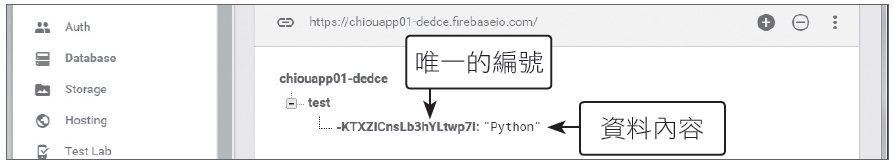 Auth
Database
Storage
Hosting
Test Lab
https://chiouapp01-dedce.firebaseio.com/
唯一的編號
chiouapp01-dedce
test
-KTXZICnsLb3hYLtwp7I: "Python"
資料內容